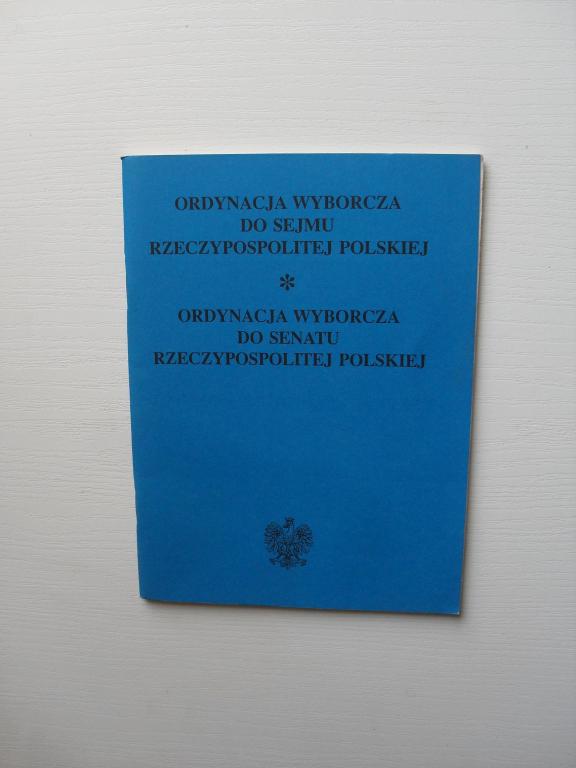 ORDYNACJA WYBORCZA
DO SEJMU
RZECZYPOSPOLITEJ POLSKIEJ
*
ORDYNACJA WYBORCZA
DO SENATU
RZECZYPOSPOLITEJ POLSKIEJ